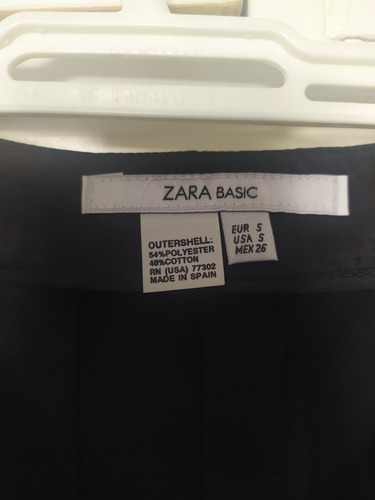 ZARA BASIC
OUTERSHELL:
54%POLYESTER
46%COTTON
RN (USA) 77302
MADE IN SPAIN
EUR S
USA S
MEX 26